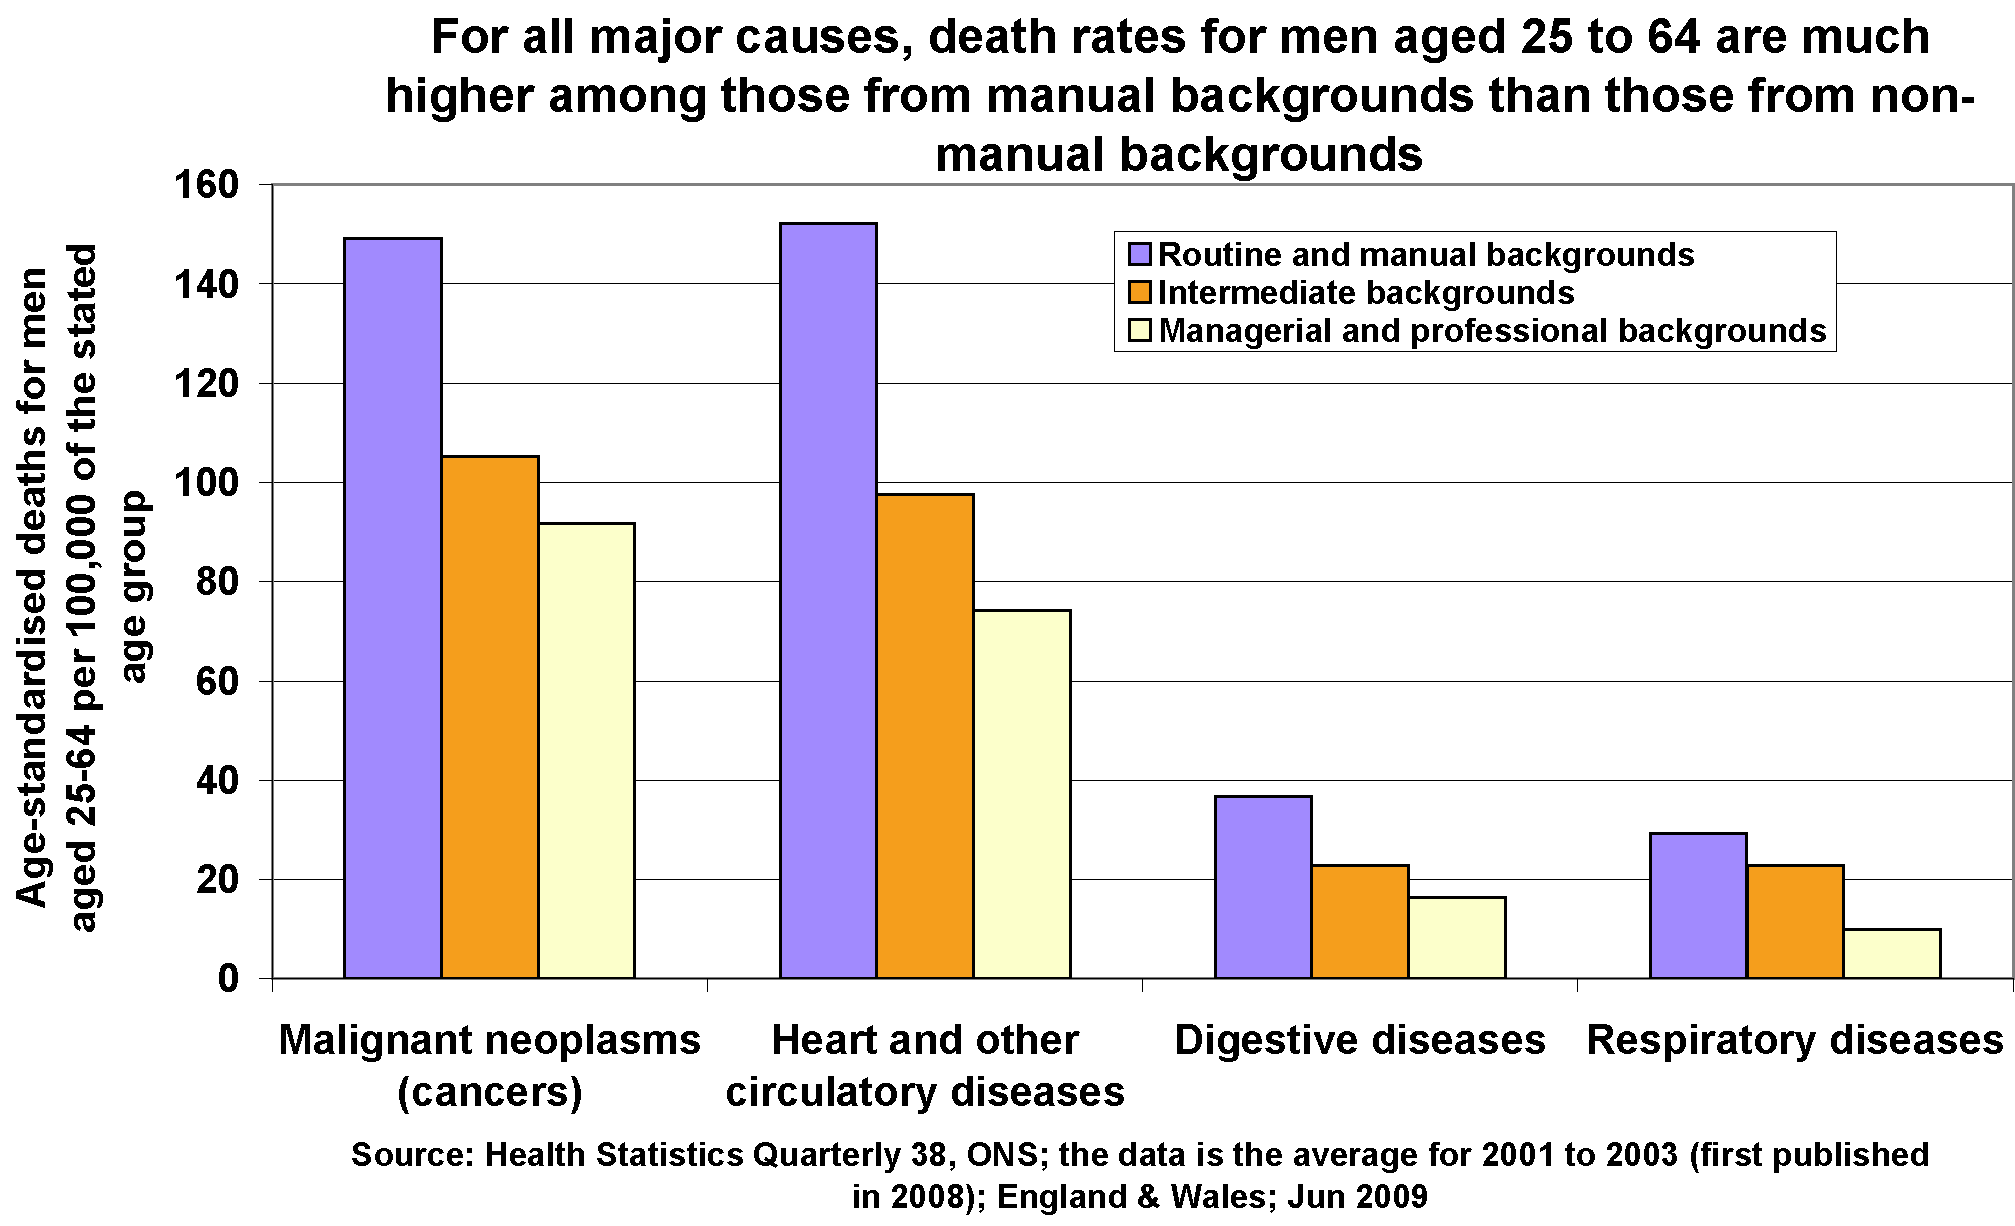 For all major causes, death rates for men aged 25 to 64 are much
higher among those from manual backgrounds than those from non-
manual backgrounds
Age-standardised deaths for men
aged 25-64 per 100,000 of the stated
age group
160
140
120
100
80
60
40
20
0
Routine and manual backgrounds
Intermediate backgrounds
Managerial and professional backgrounds
Malignant neoplasms
(cancers)
Heart and other
circulatory diseases
Digestive diseases
Respiratory diseases
Source: Health Statistics Quarterly 38, ONS; the data is the average for 2001 to 2003 (first published
in 2008); England & Wales; Jun 2009